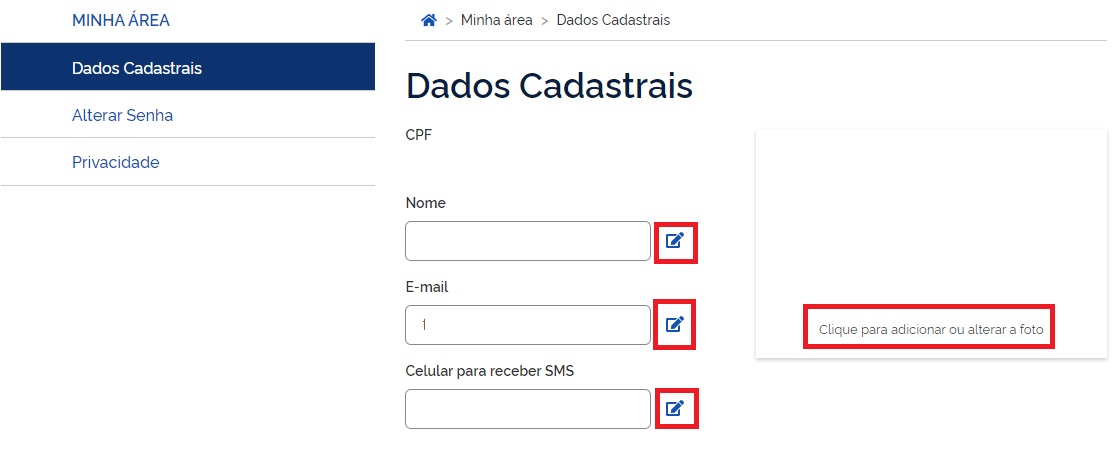 MINHA ÁREA
Dados Cadastrais
Alterar Senha
Privacidade
> Minha área > Dados Cadastrais
Dados Cadastrais
CPF
Nome
E-mail
Celular para receber SMS
Clique para adicionar ou alterar a foto